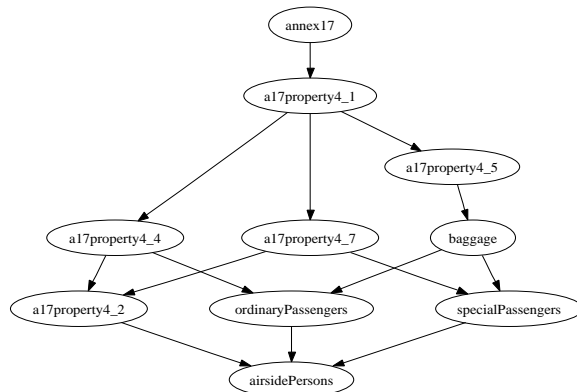 annex17
a17property4_1
a17property4_5
a17property4_4
a17property4_7
baggage
a17property4_2
ordinaryPassengers
specialPassengers
airsidePersons